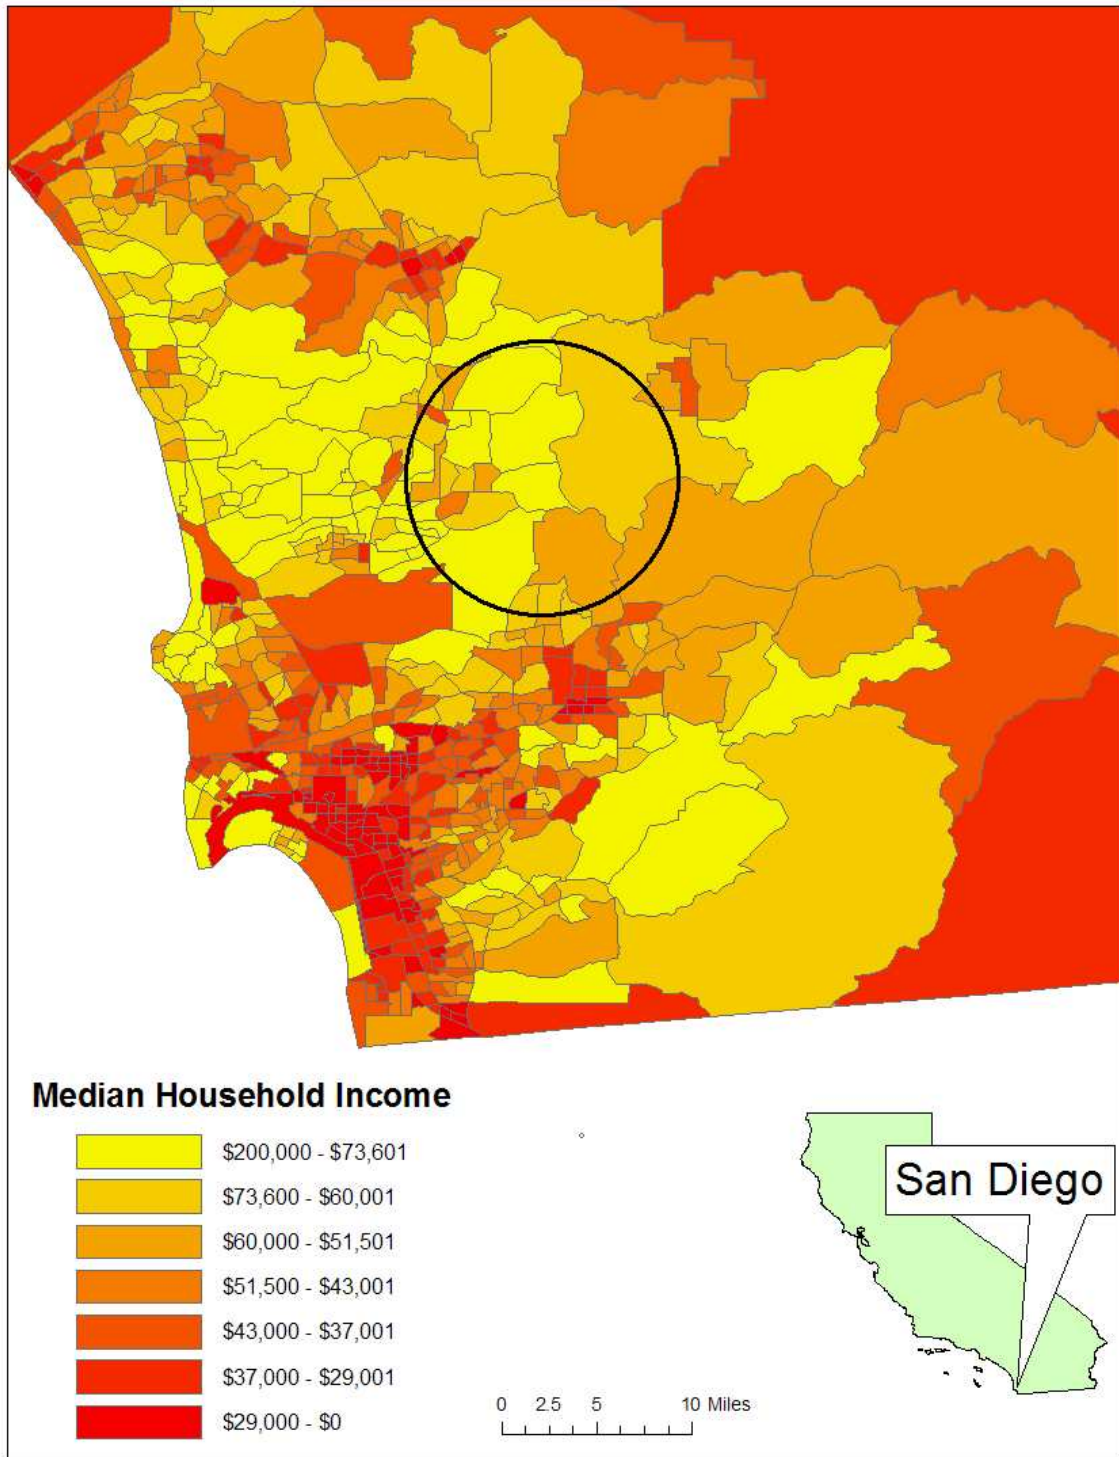 Median Household Income
$200,000 - $73,601
$73,600 - $60,001
$60,000 - $51,501
$51,500 - $43,001
$43,000 - $37,001
$37,000 - $29,001
$29,000 - $0
San Diego
0 2.5 5 10 Miles